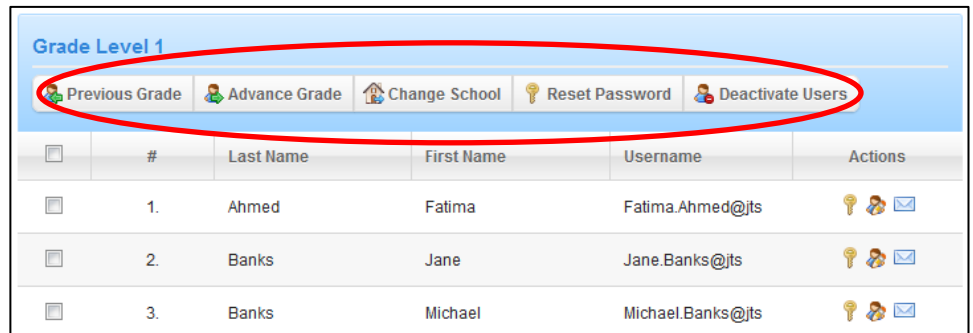 Grade Level 1
Previous Grade Advance Grade Change School Reset Password Deactivate Users
# Last Name First Name Username Actions
1. Ahmed Fatima Fatima.Ahmed@jts
2. Banks Jane Jane.Banks@jts
3. Banks Michael Michael.Banks@jts